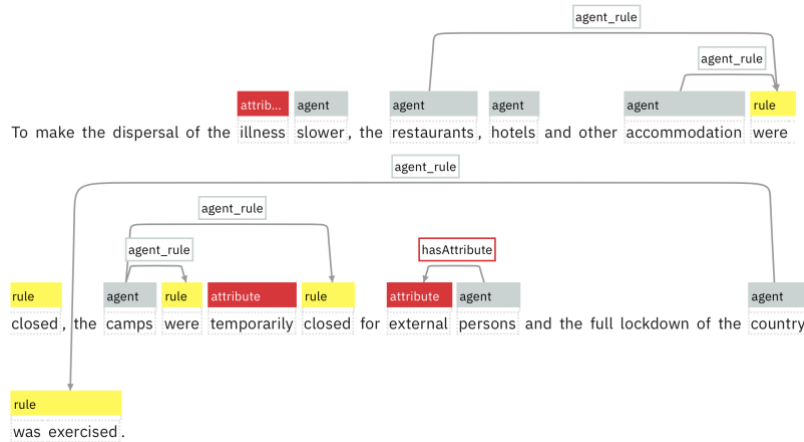 agent_rule
agent_rule
attrib... agent agent agent agent rule
To make the dispersal of the illness slower, the restaurants, hotels and other accommodation were
agent_rule
agent_rule
agent_rule hasAttribute
rule agent rule attribute rule attribute agent agent
closed, the camps were temporarily closed for external persons and the full lockdown of the country
rule
was exercised.